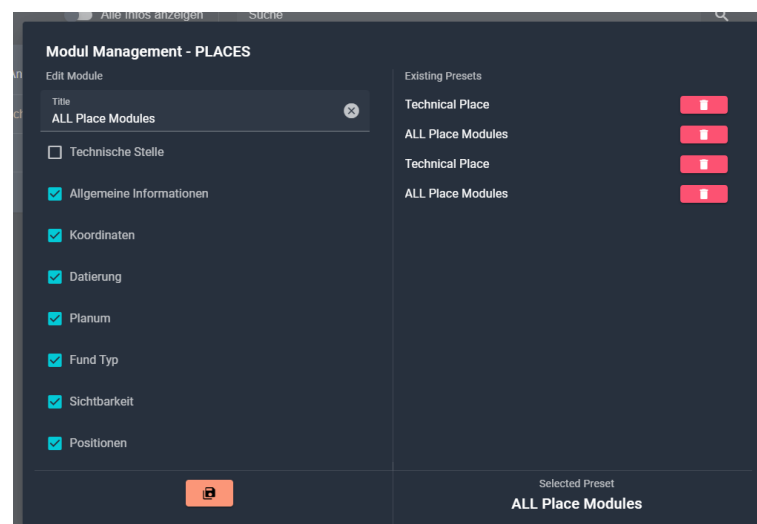 Alle Infos anzeigen
Suche
Modul Management - PLACES
Edit Module
Title
ALL Place Modules
Technische Stelle
Allgemeine Informationen
Koordinaten
Datierung
Planum
Fund Typ
Sichtbarkeit
Positionen
Existing Presets
Technical Place
ALL Place Modules
Technical Place
ALL Place Modules
Selected Preset
ALL Place Modules